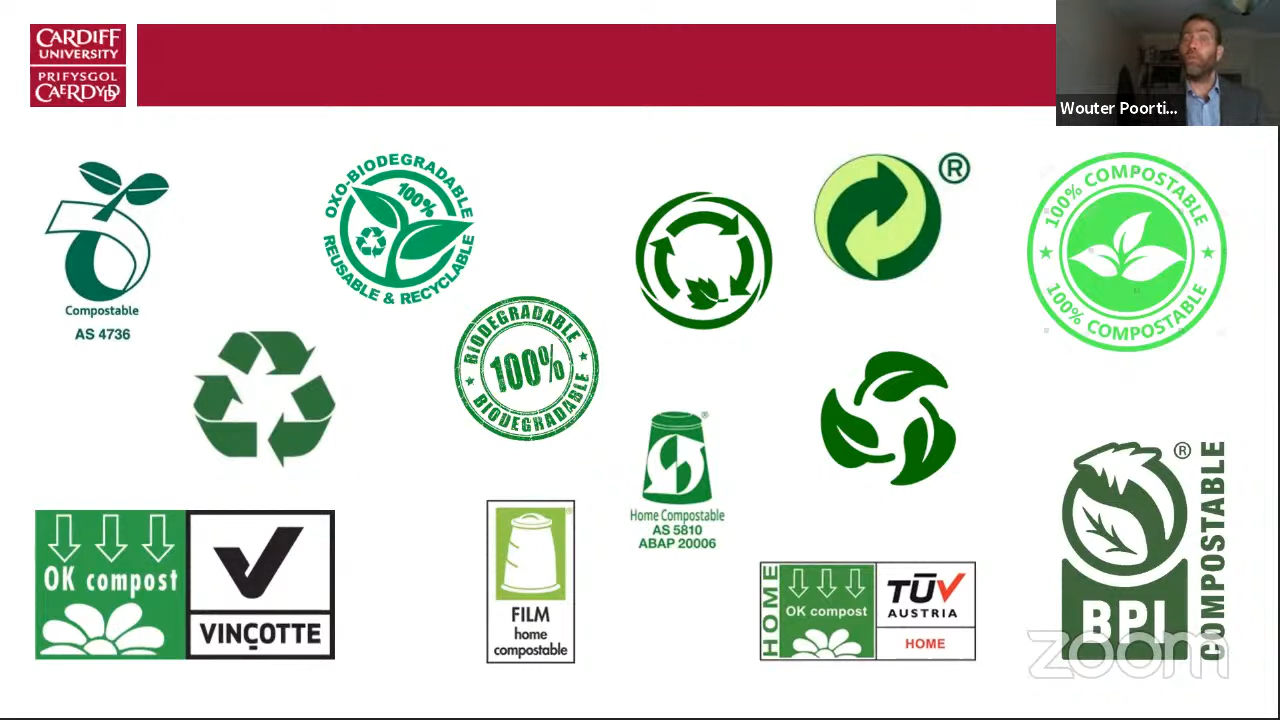 CARDIFF
UNIVERSITY
PRIFYSGOL
CAERDYDD
Wouter Poorti...
Compostable
AS 4736
OXO-BIODEGRADABLE
100%
REUSABLE & RECYCLABLE
®
100% COMPOSTABLE
100% COMPOSTABLE
BIODEGRADABLE
100%
BIODEGRADABLE
®
Home Compostable
AS 5810
ABAP 20006
OK compost
VINÇOTTE
®
FILM
home
compostable
HOME
OK compost
TÜV
AUSTRIA
HOME
®
BPI
COMPOSTABLE
zoom